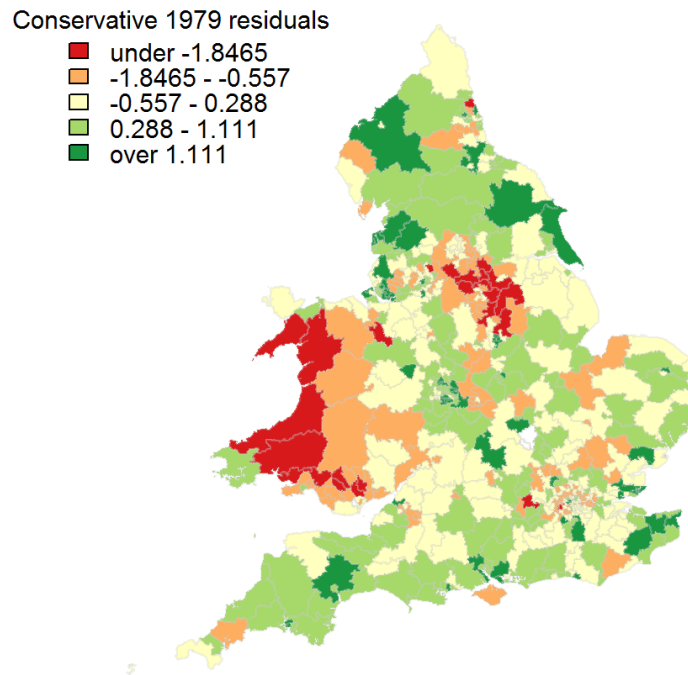 Conservative 1979 residuals
under -1.8465
-1.8465 - -0.557
-0.557 - 0.288
0.288 - 1.111
over 1.111